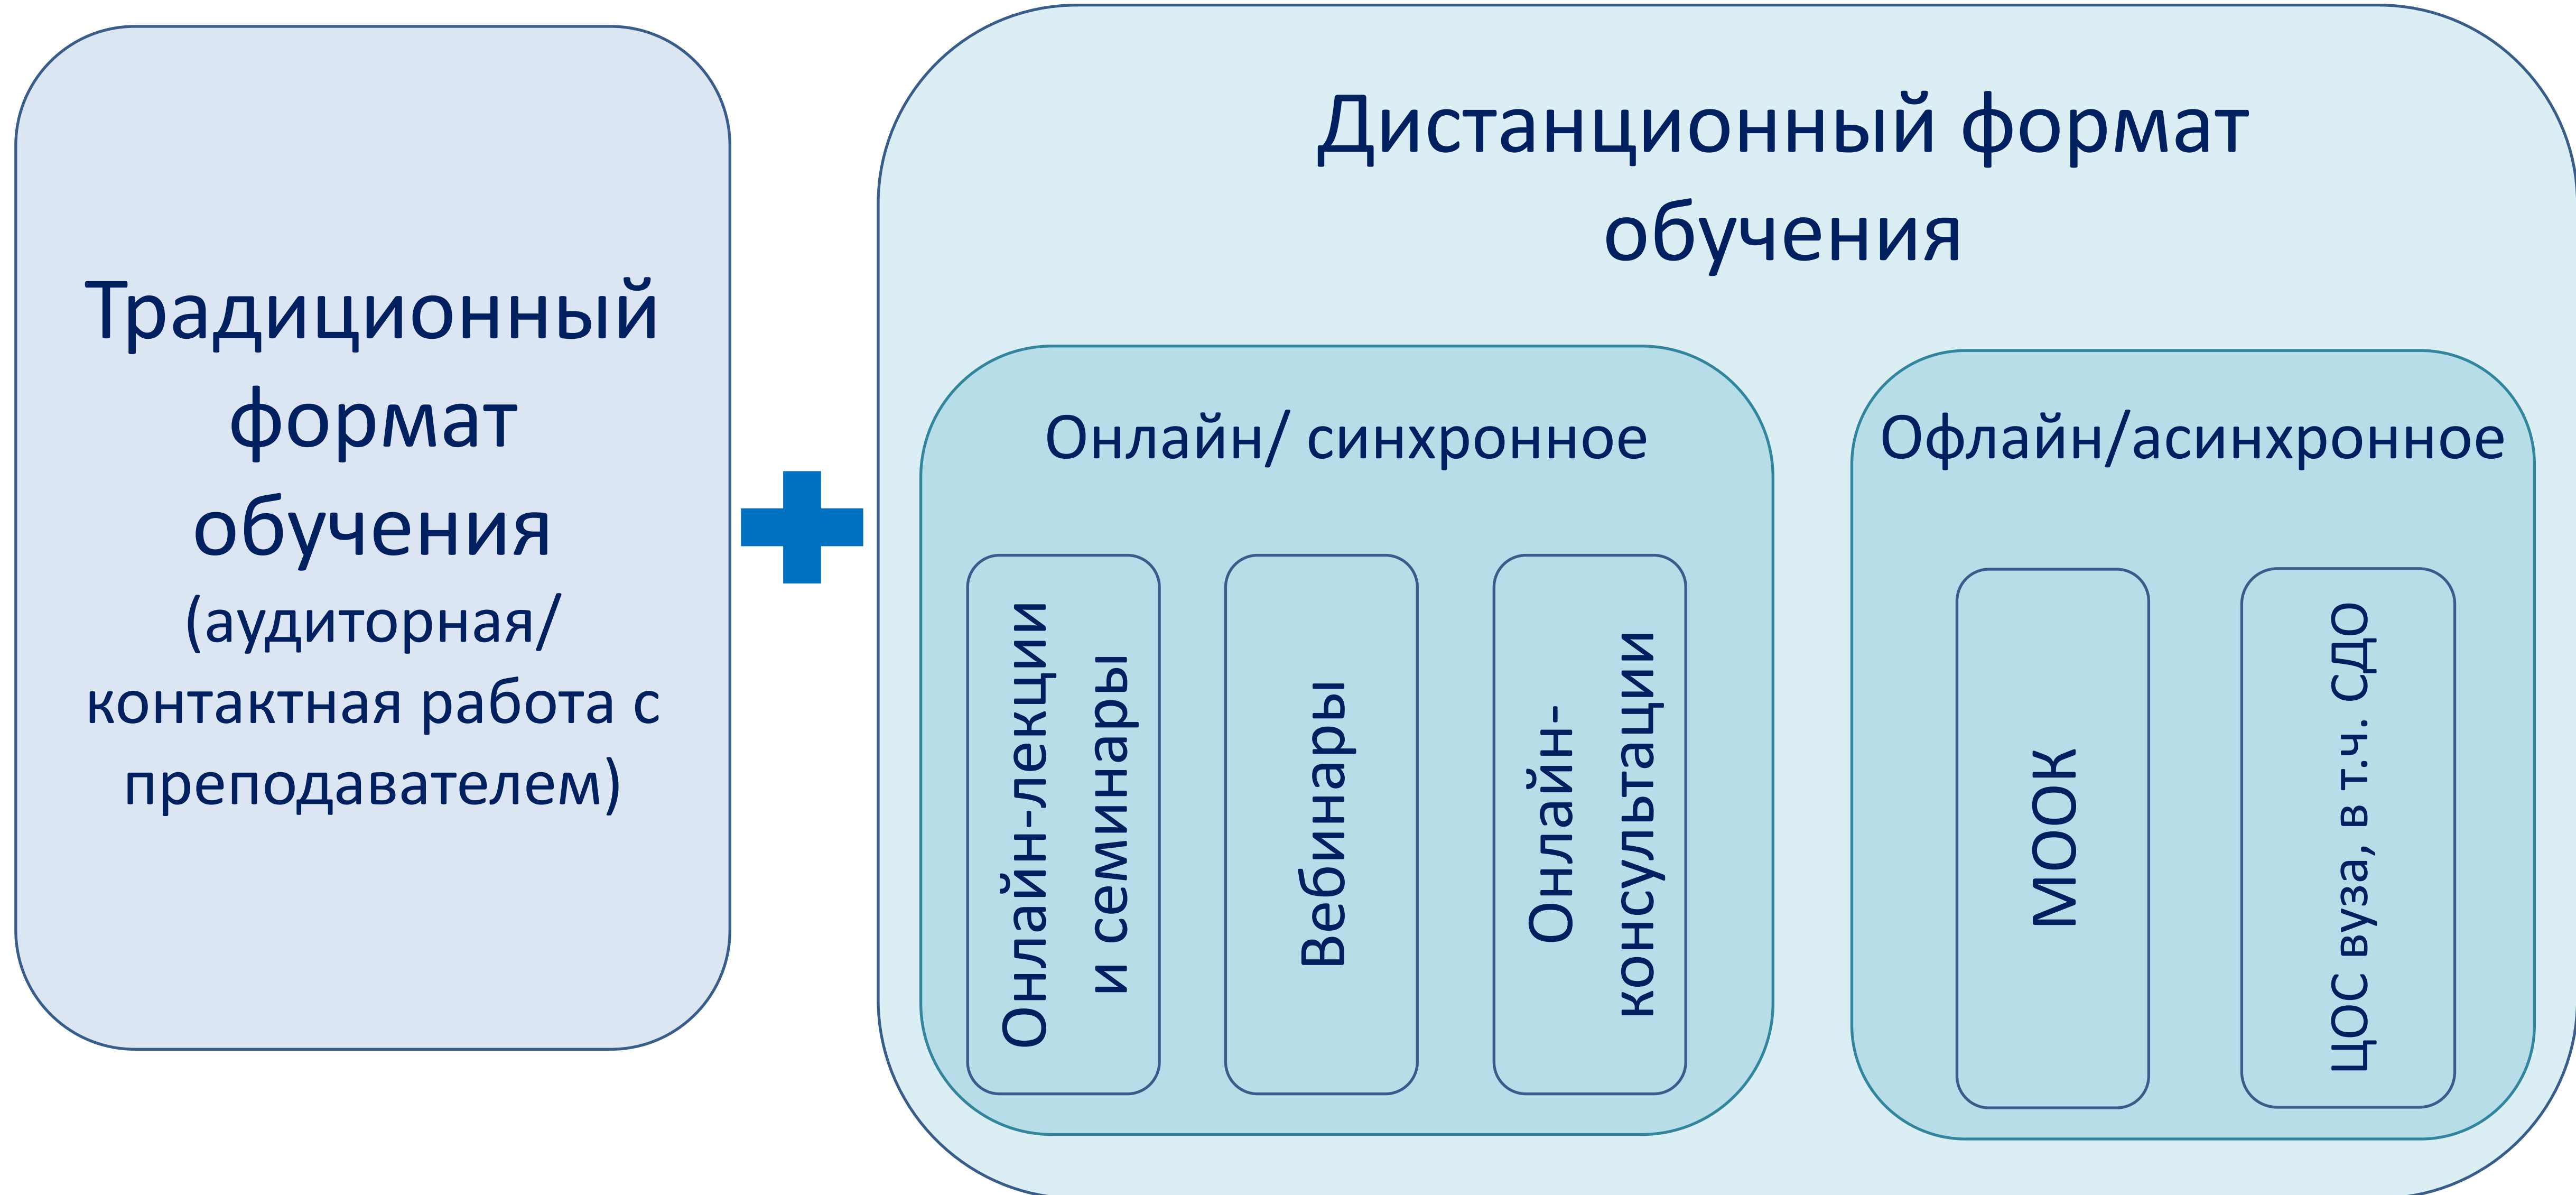 Традиционный
формат
обучения
(аудиторная/
контактная работа с
преподавателем)
Дистанционный формат
обучения
Онлайн/ синхронное
Онлайн-лекции
и семинары
Вебинары
Онлайн-
консультации
Офлайн/асинхронное
МООК
ЦОС вуза, в т.ч. СДО